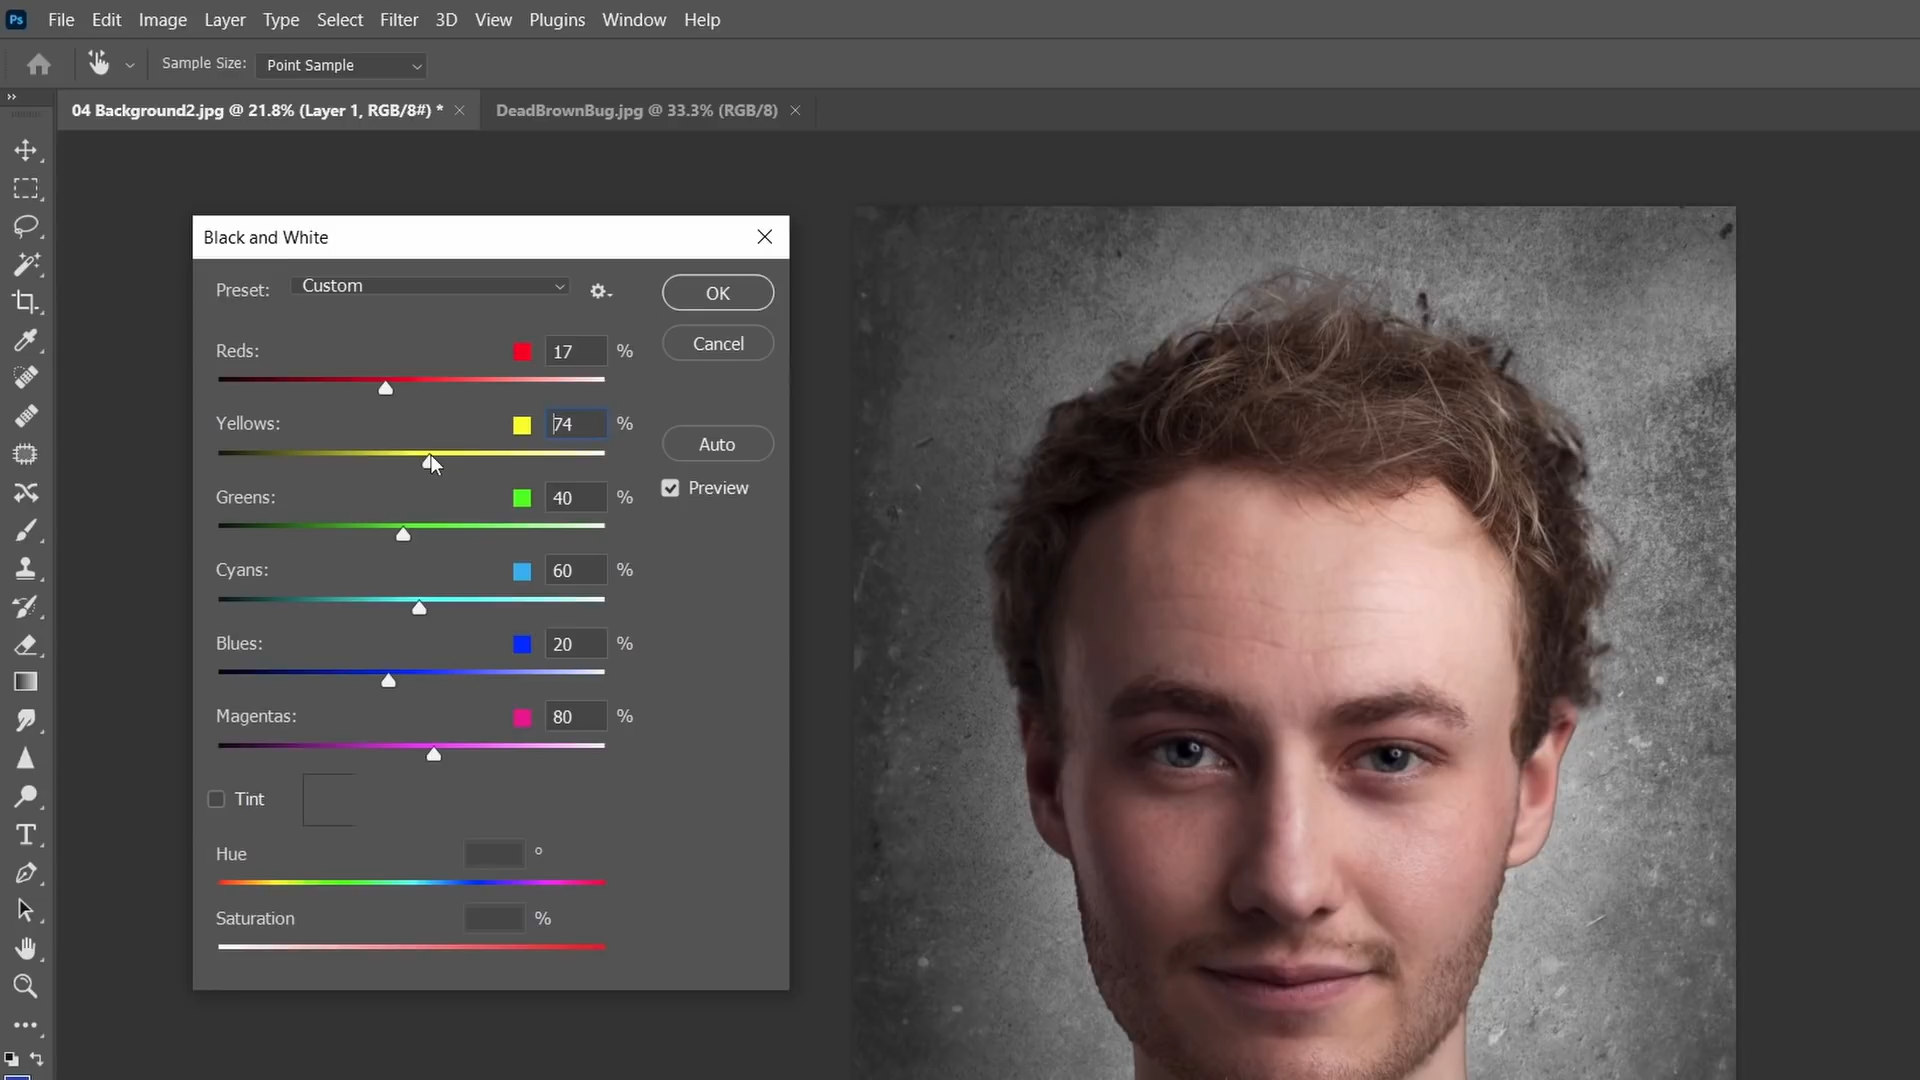 Ps File Edit Image Layer Type Select Filter 3D View Plugins Window Help
Sample Size: Point Sample
04 Background2.jpg @ 21.8% (Layer 1, RGB/8#) * DeadBrownBug.jpg @ 33.3% (RGB/8)
Black and White
Preset: Custom
OK
Cancel
Reds: 17 %
Yellows: 74 %
Auto
Preview
Greens: 40 %
Cyans: 60 %
Blues: 20 %
Magentas: 80 %
Tint
Hue °
Saturation %
T